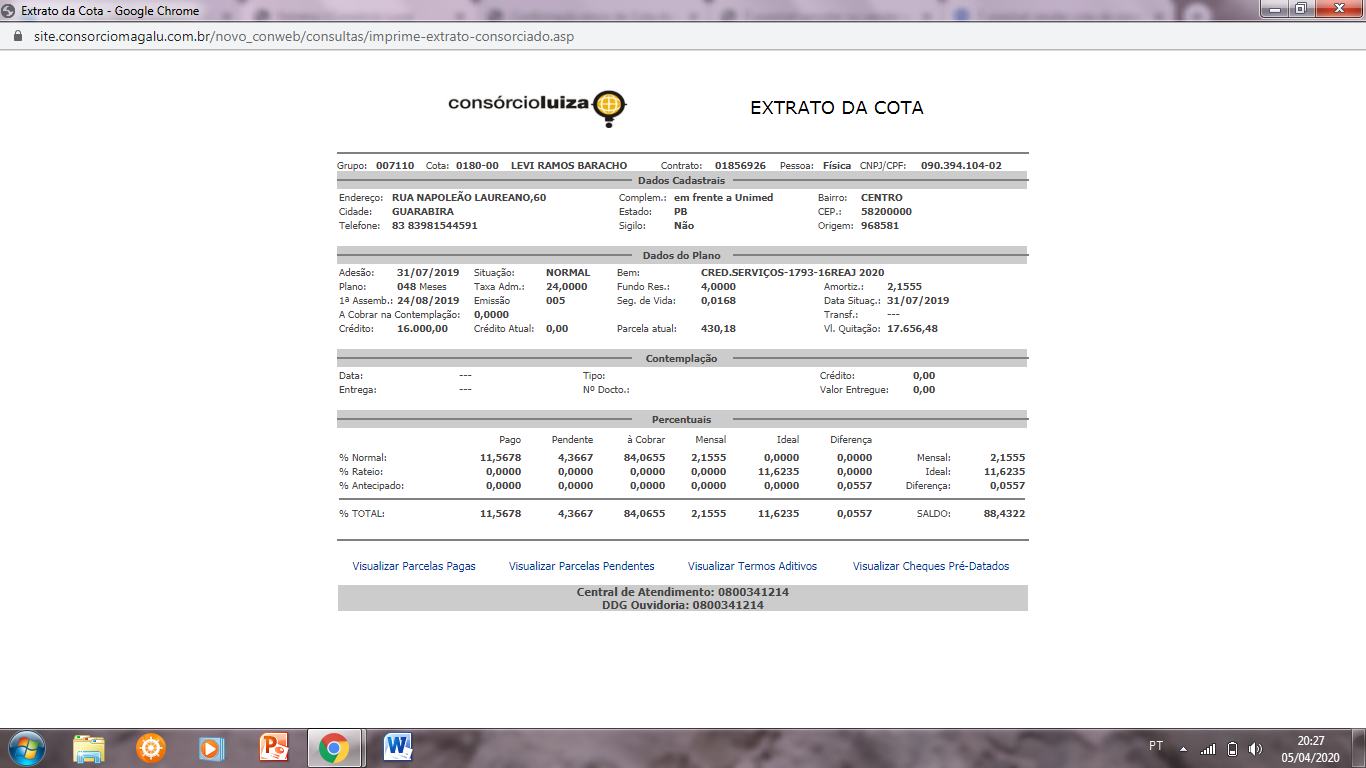 Extrato da Cota - Google Chrome
site.consorciomagalu.com.br/novo_conweb/consultas/imprime-extrato-consorciado.asp
consórcioluiza
EXTRATO DA COTA
Grupo: 007110 Cota: 0180-00 LEVI RAMOS BARACHO Contrato: 01856926 Pessoa: Física CNPJ/CPF: 090.394.104-02
Dados Cadastrais
Endereço: RUA NAPOLEÃO LAUREANO,60 Complem.: em frente a Unimed Bairro: CENTRO
Cidade: GUARABIRA Estado: PB CEP.: 58200000
Telefone: 83 83981544591 Sigilo: Não Origem: 968581
Dados do Plano
Adesão: 31/07/2019 Situação: NORMAL Bem: CRED.SERVIÇOS-1793-16REAJ 2020
Plano: 048 Meses Taxa Adm.: 24,0000 Fundo Res.: 4,0000 Amortiz.: 2,1555
1ª Assemb.: 24/08/2019 Emissão 005 Seg. de Vida: 0,0168 Data Situaç.: 31/07/2019
A Cobrar na Contemplação: 0,0000 Transf.: ---
Crédito: 16.000,00 Crédito Atual: 0,00 Parcela atual: 430,18 Vl. Quitação: 17.656,48
Contemplação
Data: --- Tipo: Crédito: 0,00
Entrega: --- Nº Docto.: Valor Entregue: 0,00
Percentuais
Pago Pendente à Cobrar Mensal Ideal Diferença
% Normal: 11,5678 4,3667 84,0655 2,1555 0,0000 0,0000 Mensal: 2,1555
% Rateio: 0,0000 0,0000 0,0000 0,0000 11,6235 0,0000 Ideal: 11,6235
% Antecipado: 0,0000 0,0000 0,0000 0,0000 0,0000 0,0557 Diferença: 0,0557
% TOTAL: 11,5678 4,3667 84,0655 2,1555 11,6235 0,0557 SALDO: 88,4322
Visualizar Parcelas Pagas Visualizar Parcelas Pendentes Visualizar Termos Aditivos Visualizar Cheques Pré-Datados
Central de Atendimento: 0800341214
DDG Ouvidoria: 0800341214
PT 20:27
05/04/2020